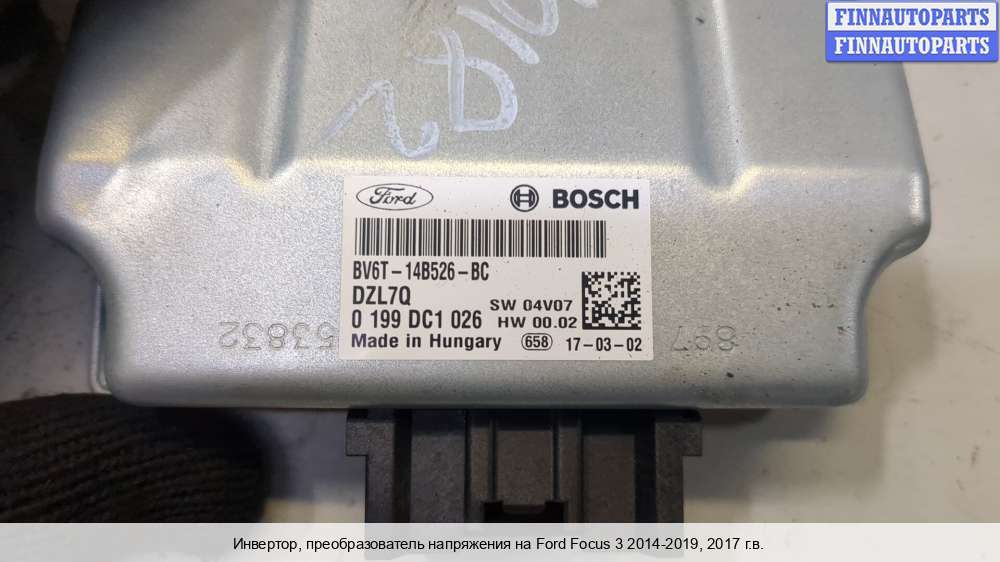 FINNAUTOPARTS
FINNAUTOPARTS
Ford
BOSCH
BV6T-14B526-BC
DZL7Q
SW 04V07
0 199 DC1 026
HW 00.02
Made in Hungary
658
17-03-02
Инвертор, преобразователь напряжения на Ford Focus 3 2014-2019, 2017 г.в.